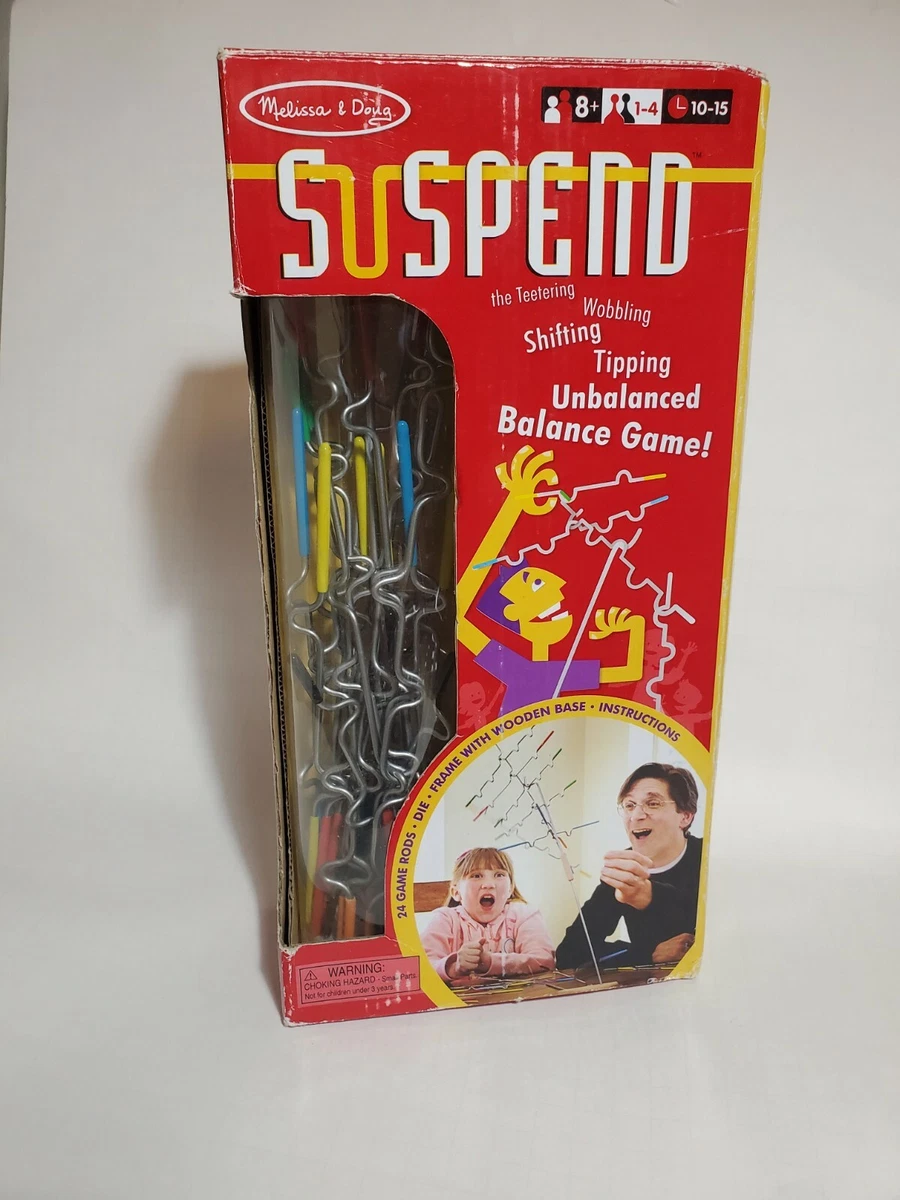 Melissa & Doug
8+ 1-4 10-15
SUSPEND™
the Teetering
Wobbling
Shifting
Tipping
Unbalanced
Balance Game!
24 GAME RODS • DIE • FRAME WITH WOODEN BASE • INSTRUCTIONS
WARNING:
CHOKING HAZARD - Small Parts.
Not for children under 3 years.